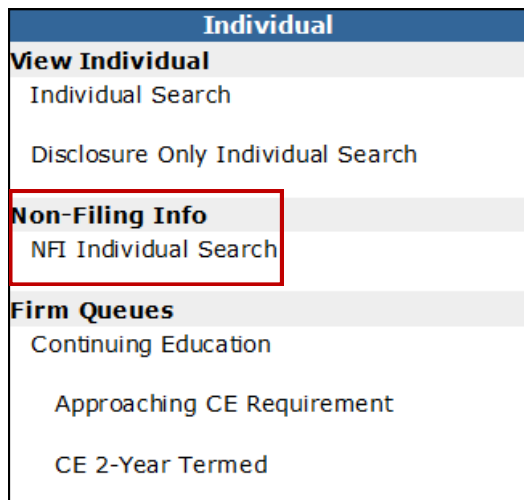 Individual
View Individual
Individual Search
Disclosure Only Individual Search
Non-Filing Info
NFI Individual Search
Firm Queues
Continuing Education
Approaching CE Requirement
CE 2-Year Termed